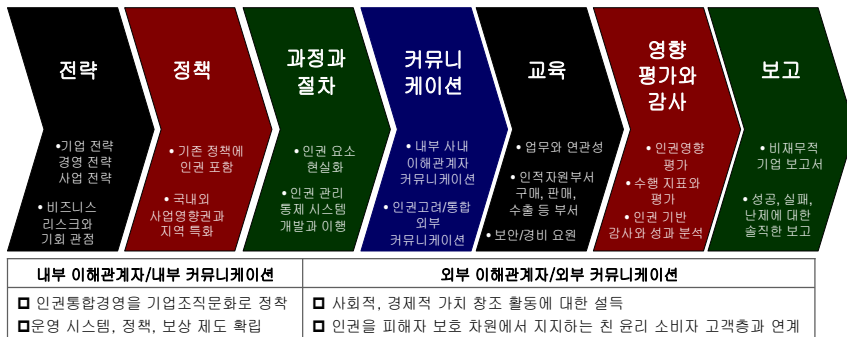 전략
•기업 전략
경영 전략
사업 전략
• 비즈니스
리스크와
기회 관점
정책
• 기존 정책에
인권 포함
• 국내외
사업영향권과
지역 특화
과정과
절차
• 인권 요소
현실화
• 인권 관리
통제 시스템
개발과 이행
커뮤니
케이션
• 내부 사내
이해관계자
커뮤니케이션
• 인권고려/통합
외부
커뮤니케이션
교육
• 업무와 연관성
• 인적자원부서
구매, 판매,
수출 등 부서
• 보안/경비 요원
영향
평가와
감사
• 인권영향
평가
• 수행 지표와
평가
• 인권 기반
감사와 성과 분석
보고
• 비재무적
기업 보고서
• 성공, 실패,
난제에 대한
솔직한 보고
내부 이해관계자/내부 커뮤니케이션
인권통합경영을 기업조직문화로 정착
운영 시스템, 정책, 보상 제도 확립
외부 이해관계자/외부 커뮤니케이션
사회적, 경제적 가치 창조 활동에 대한 설득
인권을 피해자 보호 차원에서 지지하는 친 윤리 소비자 고객층과 연계